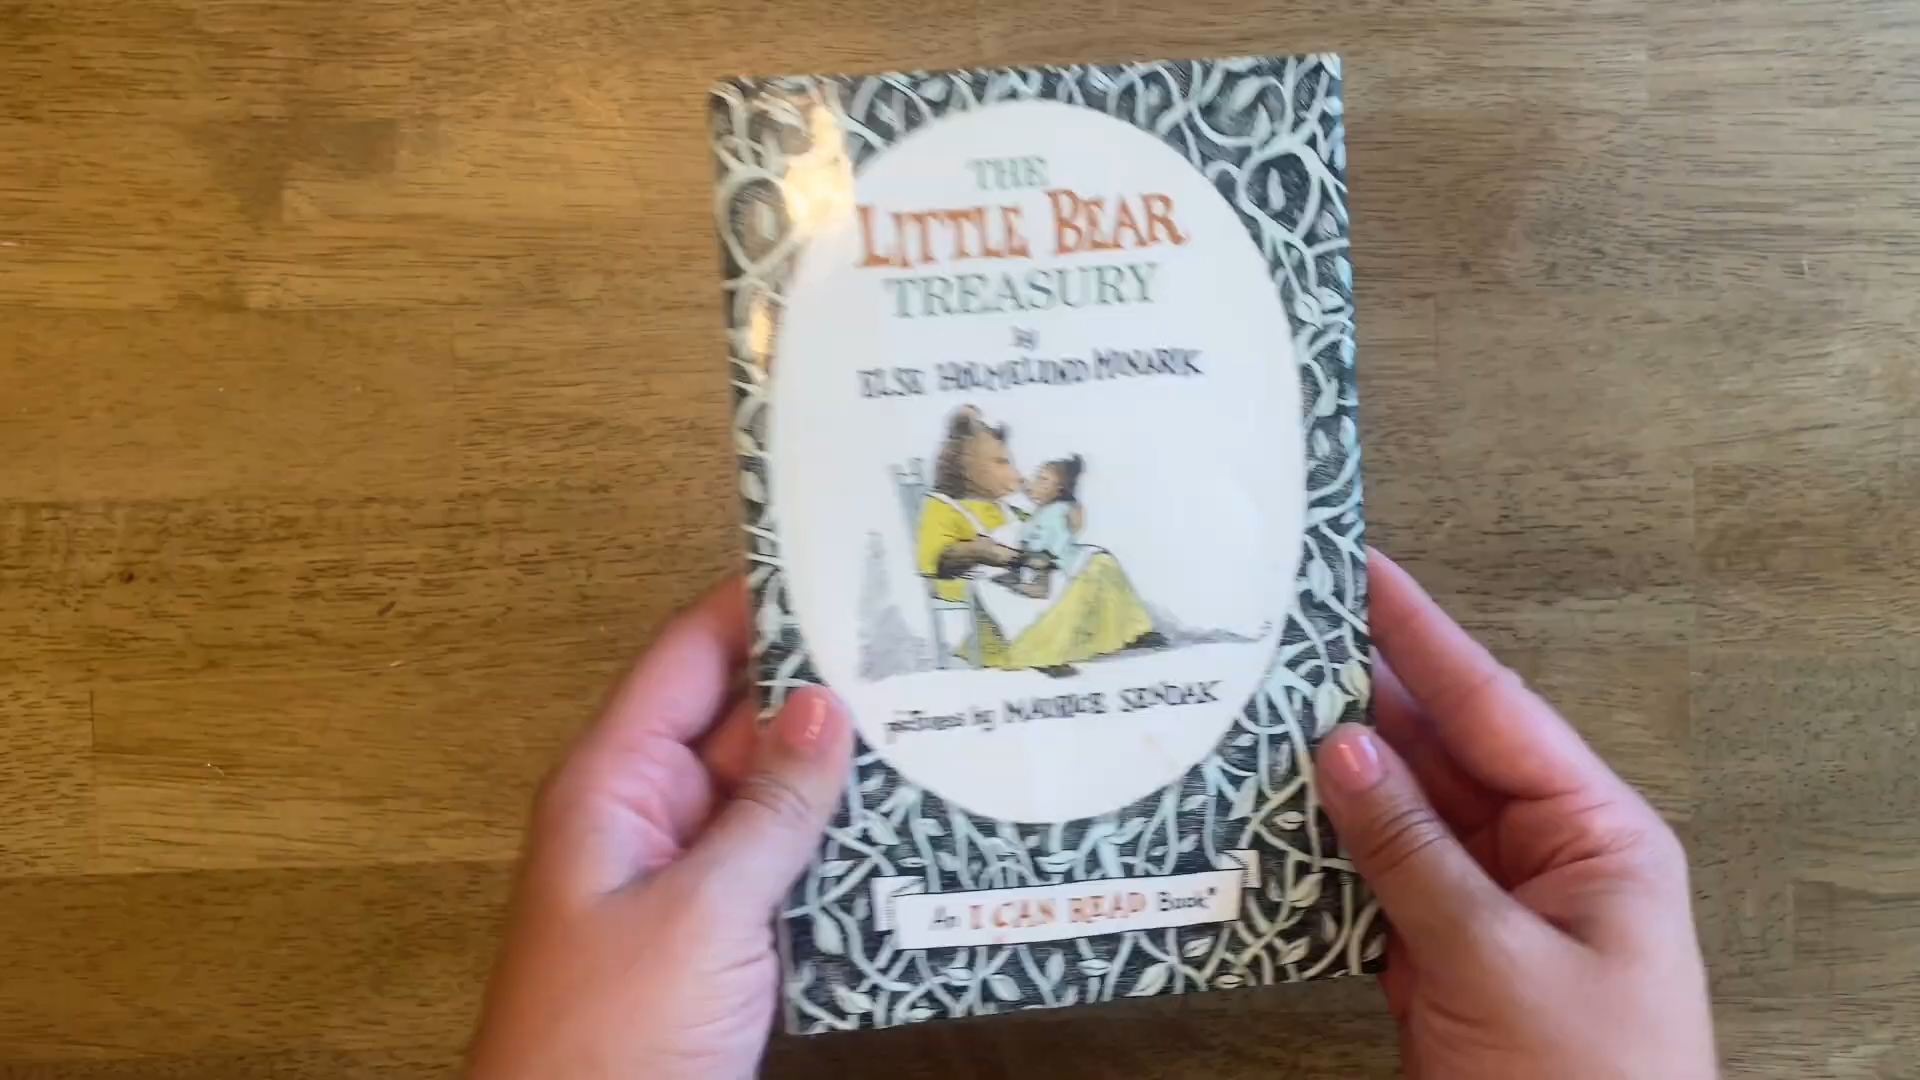 THE
LITTLE BEAR
TREASURY
by
ELSE HOLMELUND MINARIK
pictures by MAURICE SENDAK
An I CAN READ Book®